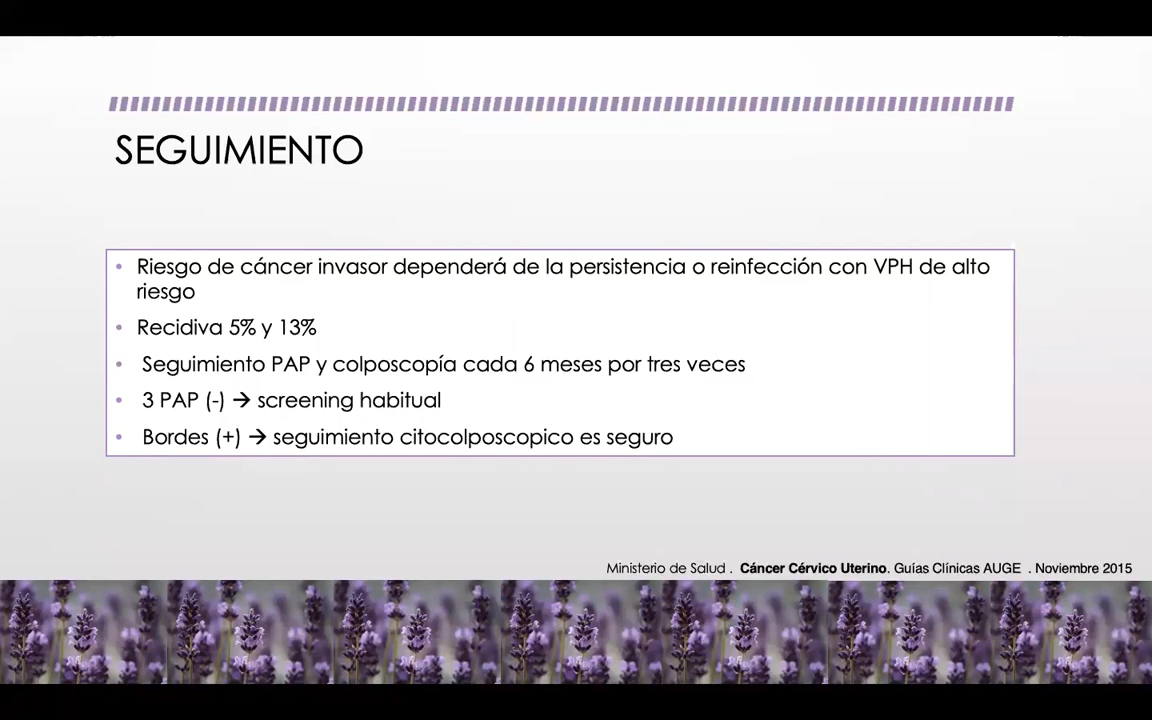 SEGUIMIENTO
• Riesgo de cáncer invasor dependerá de la persistencia o reinfección con VPH de alto
riesgo
• Recidiva 5% y 13%
• Seguimiento PAP y colposcopía cada 6 meses por tres veces
• 3 PAP (-) → screening habitual
• Bordes (+) → seguimiento citocolposcopico es seguro
Ministerio de Salud . Cáncer Cérvico Uterino. Guías Clínicas AUGE . Noviembre 2015